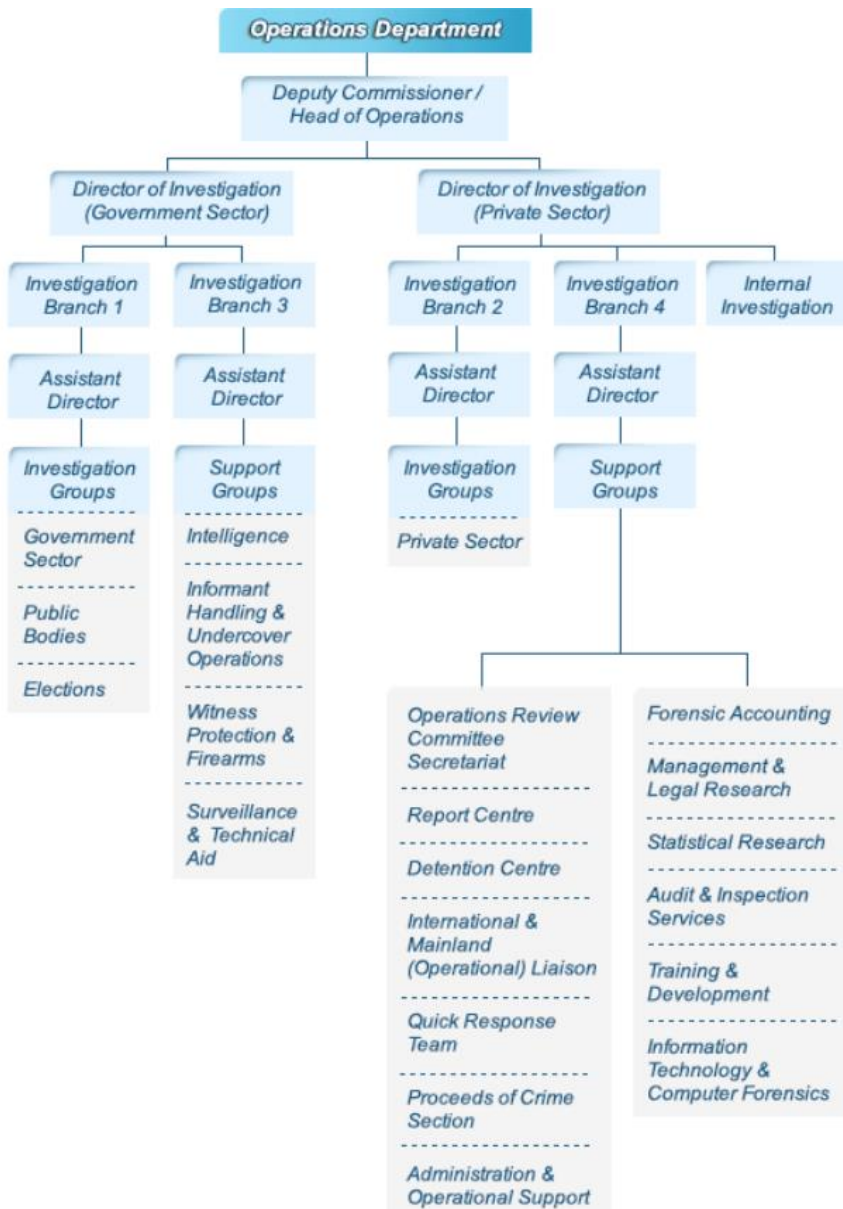 Operations Department
Deputy Commissioner /
Head of Operations
Director of Investigation
(Government Sector)
Director of Investigation
(Private Sector)
Investigation
Branch 1
Investigation
Branch 3
Investigation
Branch 2
Investigation
Branch 4
Internal
Investigation
Assistant
Director
Assistant
Director
Assistant
Director
Assistant
Director
Investigation
Groups
Government
Sector
Public
Bodies
Elections
Support
Groups
Intelligence
Informant
Handling &
Undercover
Operations
Witness
Protection &
Firearms
Surveillance
& Technical
Aid
Investigation
Groups
Private Sector
Support
Groups
Operations Review
Committee
Secretariat
Report Centre
Detention Centre
International &
Mainland
(Operational) Liaison
Quick Response
Team
Proceeds of Crime
Section
Administration &
Operational Support
Forensic Accounting
Management &
Legal Research
Statistical Research
Audit & Inspection
Services
Training &
Development
Information
Technology &
Computer Forensics